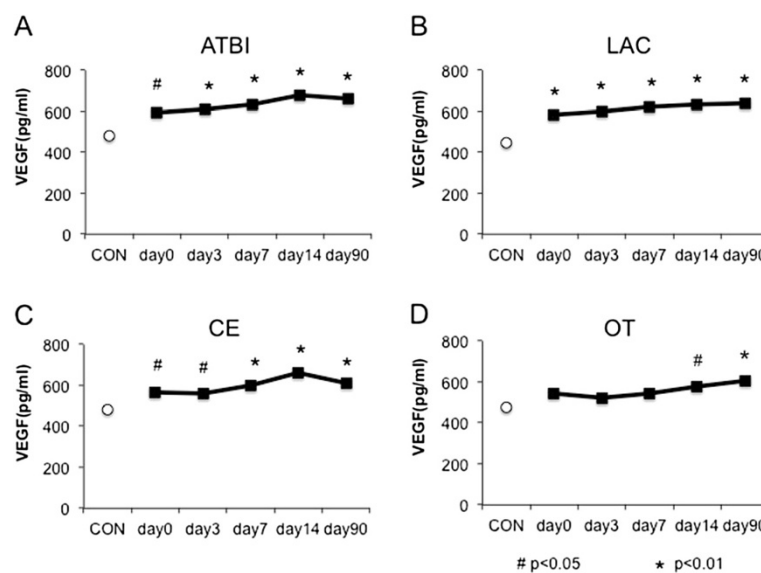 A
ATBI
VEGF(pg/ml)
800
600
400
200
0
# * * * *
CON day0 day3 day7 day14 day90
B
LAC
VEGF(pg/ml)
800
600
400
200
0
* * * * *
CON day0 day3 day7 day14 day90
C
CE
VEGF(pg/ml)
800
600
400
200
0
# # * * *
CON day0 day3 day7 day14 day90
D
OT
VEGF(pg/ml)
800
600
400
200
0
# *
CON day0 day3 day7 day14 day90
# p<0.05 * p<0.01